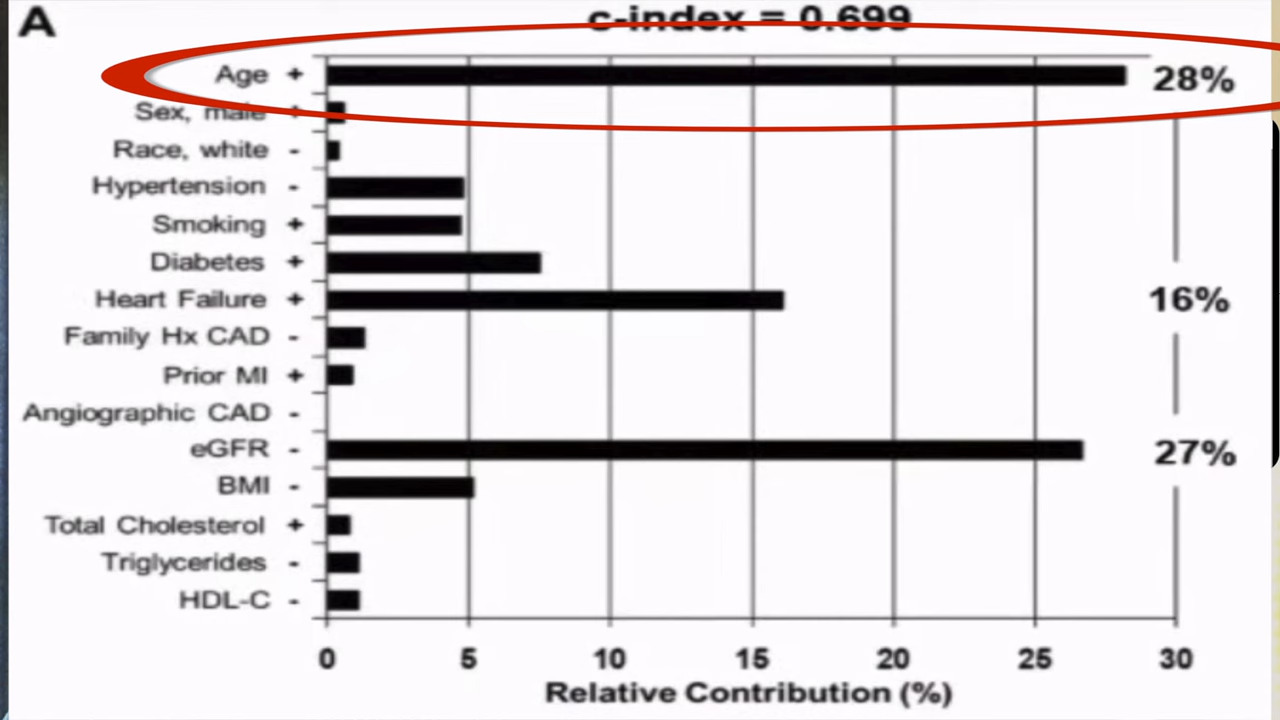 A
c-index = 0.699
Age + 28%
Sex, male +
Race, white -
Hypertension -
Smoking +
Diabetes +
Heart Failure + 16%
Family Hx CAD -
Prior MI +
Angiographic CAD -
eGFR - 27%
BMI -
Total Cholesterol +
Triglycerides -
HDL-C -
0 5 10 15 20 25 30
Relative Contribution (%)